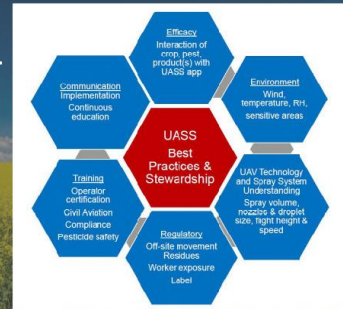 Efficacy
Interaction of
crop, pest,
product(s) with
UASS app
Communication
Implementation
Continuous
education
Environment
Wind,
temperature, RH,
sensitive areas
UASS
Best
Practices &
Stewardship
Training
Operator
certification
Civil Aviation
Compliance
Pesticide safety
UAV Technology
and Spray System
Understanding
Spray volume,
nozzles & droplet
size, flight height &
speed
Regulatory
Off-site movement
Residues
Worker exposure
Label